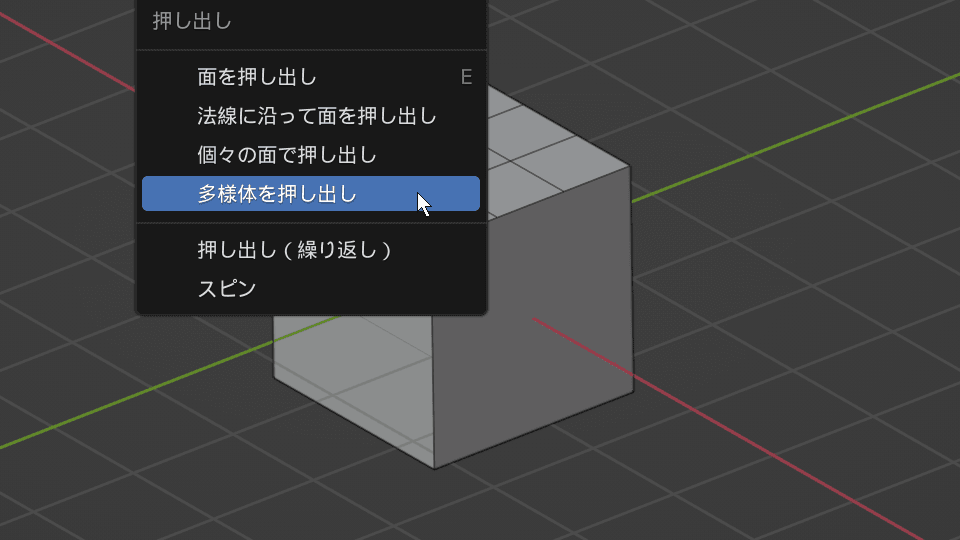 押し出し
面を押し出し E
法線に沿って面を押し出し
個々の面で押し出し
多様体を押し出し
押し出し ( 繰り返し )
スピン